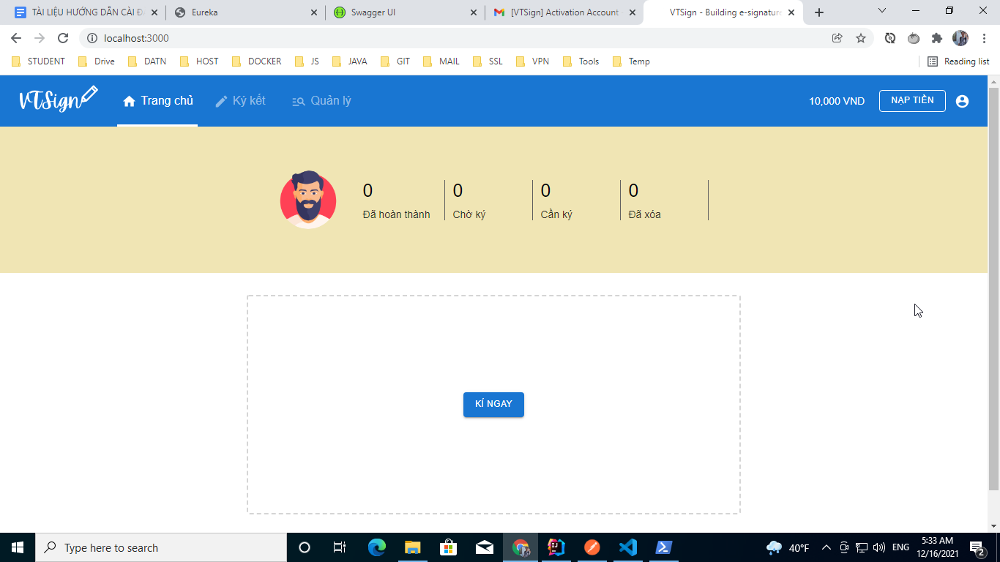 TÀI LIỆU HƯỚNG DẪN CÀI Đ
Eureka
Swagger UI
[VTSign] Activation Account
VTSign - Building e-signature
localhost:3000
STUDENT
Drive
DATN
HOST
DOCKER
JS
JAVA
GIT
MAIL
SSL
VPN
Tools
Temp
Reading list
VTSign
Trang chủ
Ký kết
Quản lý
10,000 VND
NẠP TIỀN
0
Đã hoàn thành
0
Chờ ký
0
Cần ký
0
Đã xóa
KÍ NGAY
Type here to search
40°F
ENG
5:33 AM
12/16/2021
2